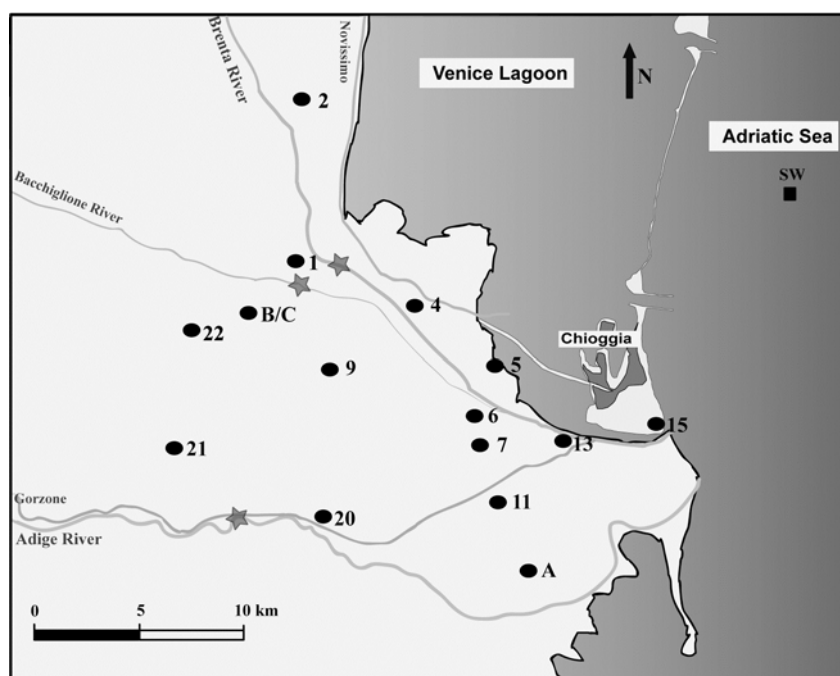 Brenta River
Novissimo
Venice Lagoon
N
Adriatic Sea
SW
2
Bacchiglione River
1
4
B/C
22
Chioggia
9
5
6
15
7
13
21
11
Gorzone
20
Adige River
A
0 5 10 km